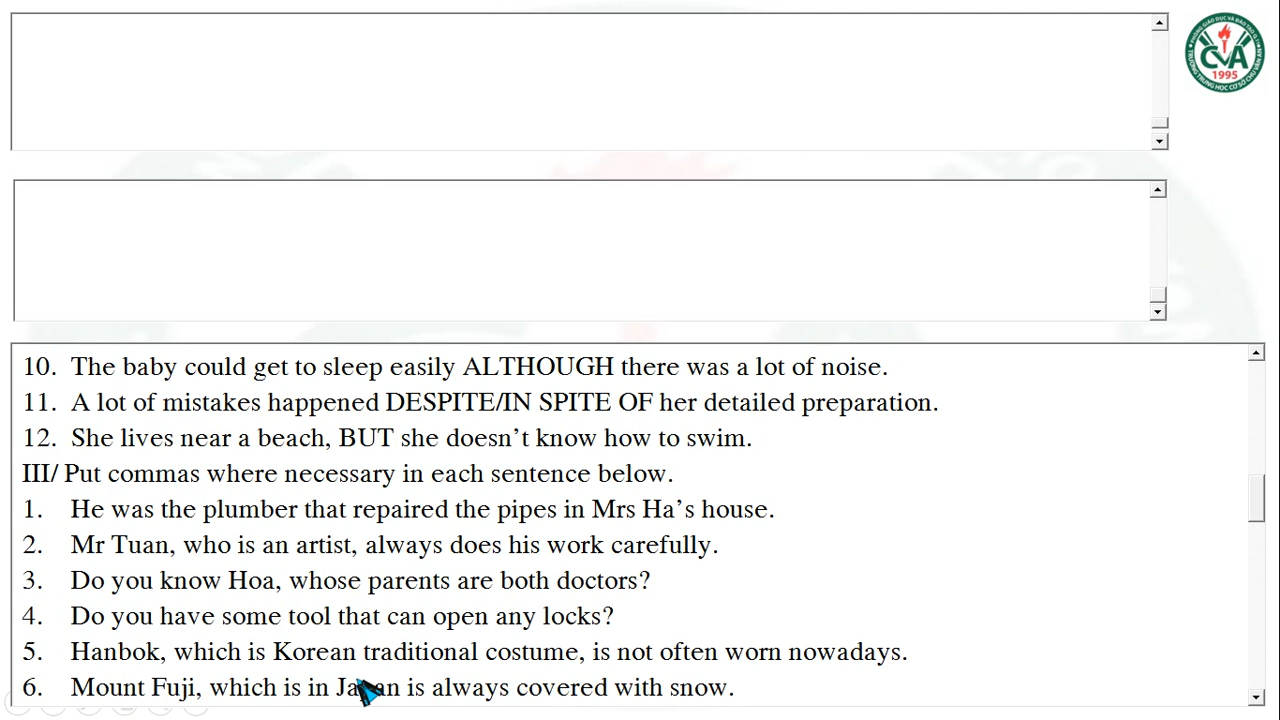 CVA
1995
10. The baby could get to sleep easily ALTHOUGH there was a lot of noise.
11. A lot of mistakes happened DESPITE/IN SPITE OF her detailed preparation.
12. She lives near a beach, BUT she doesn’t know how to swim.
III/ Put commas where necessary in each sentence below.
1. He was the plumber that repaired the pipes in Mrs Ha’s house.
2. Mr Tuan, who is an artist, always does his work carefully.
3. Do you know Hoa, whose parents are both doctors?
4. Do you have some tool that can open any locks?
5. Hanbok, which is Korean traditional costume, is not often worn nowadays.
6. Mount Fuji, which is in Japan is always covered with snow.